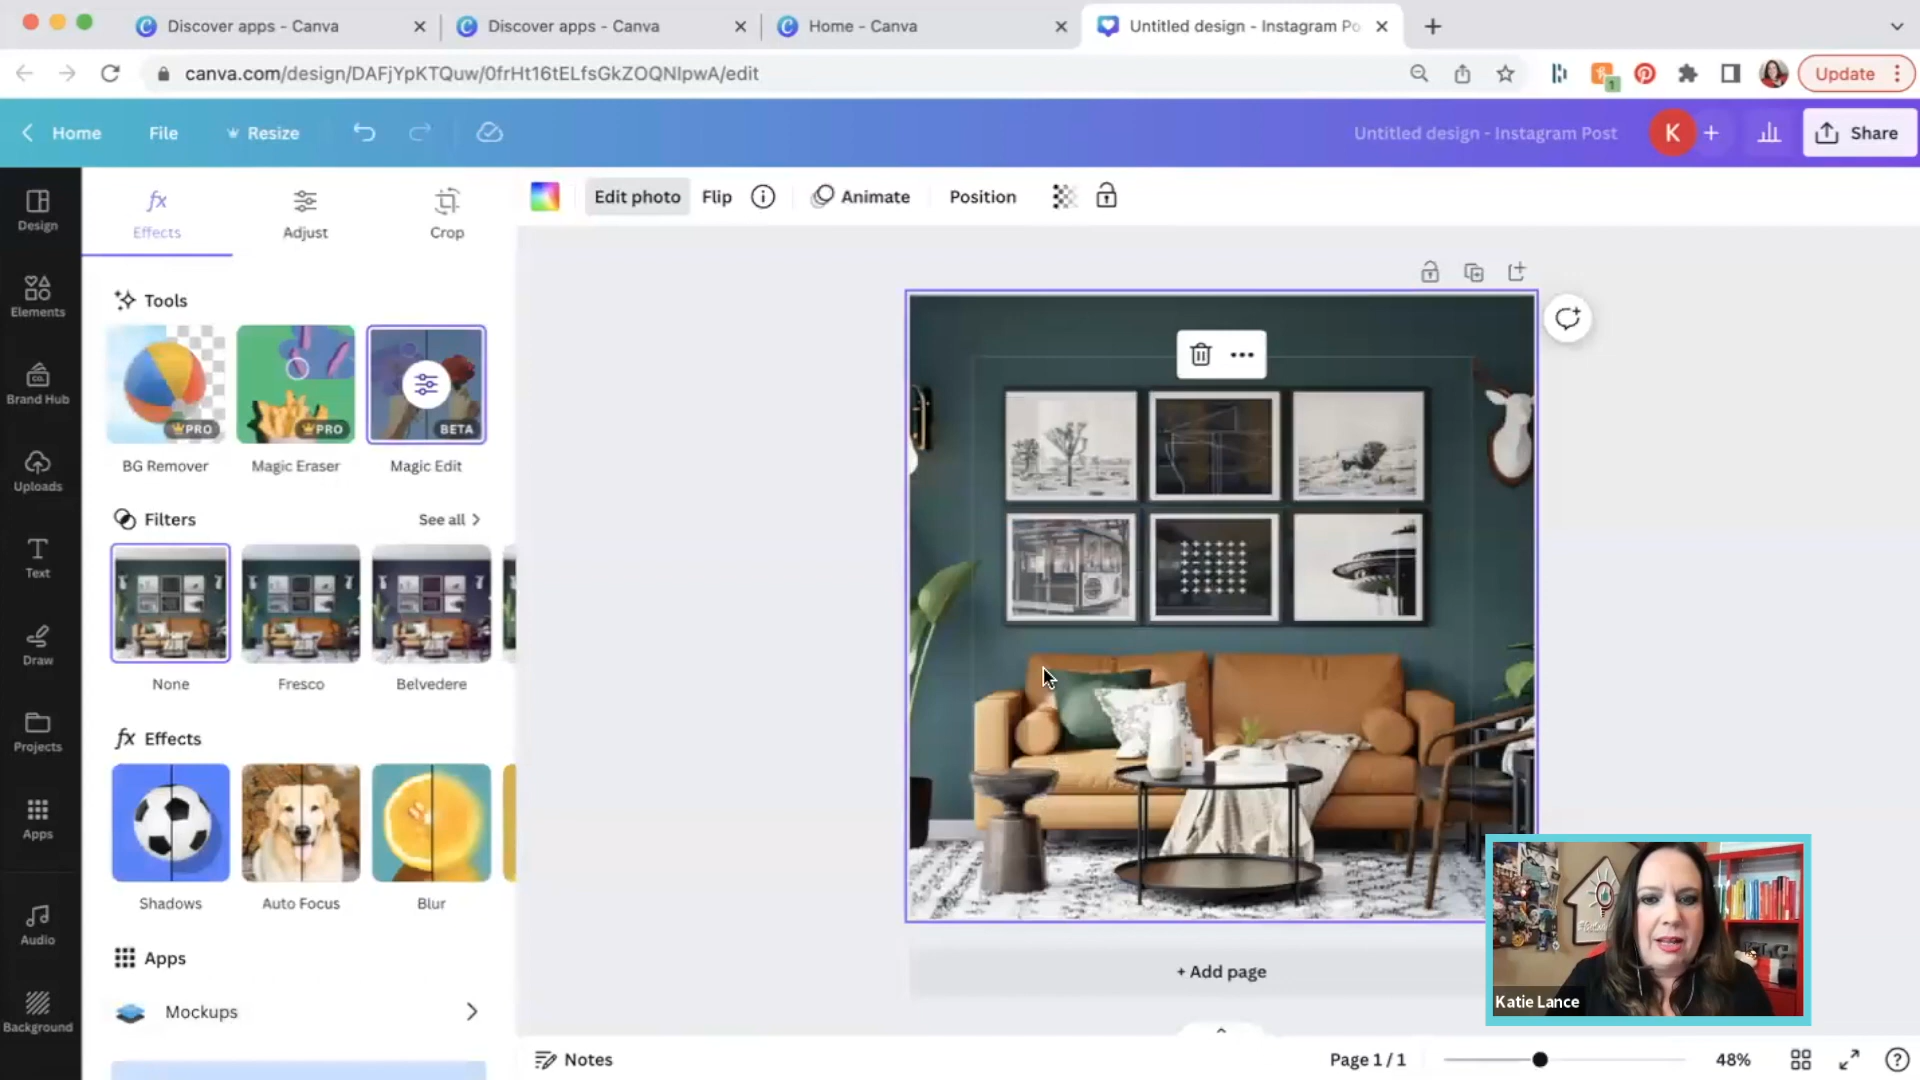 Discover apps - Canva
Discover apps - Canva
Home - Canva
Untitled design - Instagram Po
canva.com/design/DAFjYpKTQuw/0frHt16tELfsGkZOQNIpwA/edit
1
Update
Home
File
Resize
Untitled design - Instagram Post
K
Share
Design
Elements
CO.
Brand Hub
Uploads
Text
Draw
Projects
Apps
Audio
Background
Effects
Adjust
Crop
Tools
PRO
PRO
BETA
BG Remover
Magic Eraser
Magic Edit
Filters
See all
None
Fresco
Belvedere
fx Effects
Shadows
Auto Focus
Blur
Apps
Mockups
Edit photo
Flip
Animate
Position
+ Add page
Katie Lance
Notes
Page 1 / 1
48%